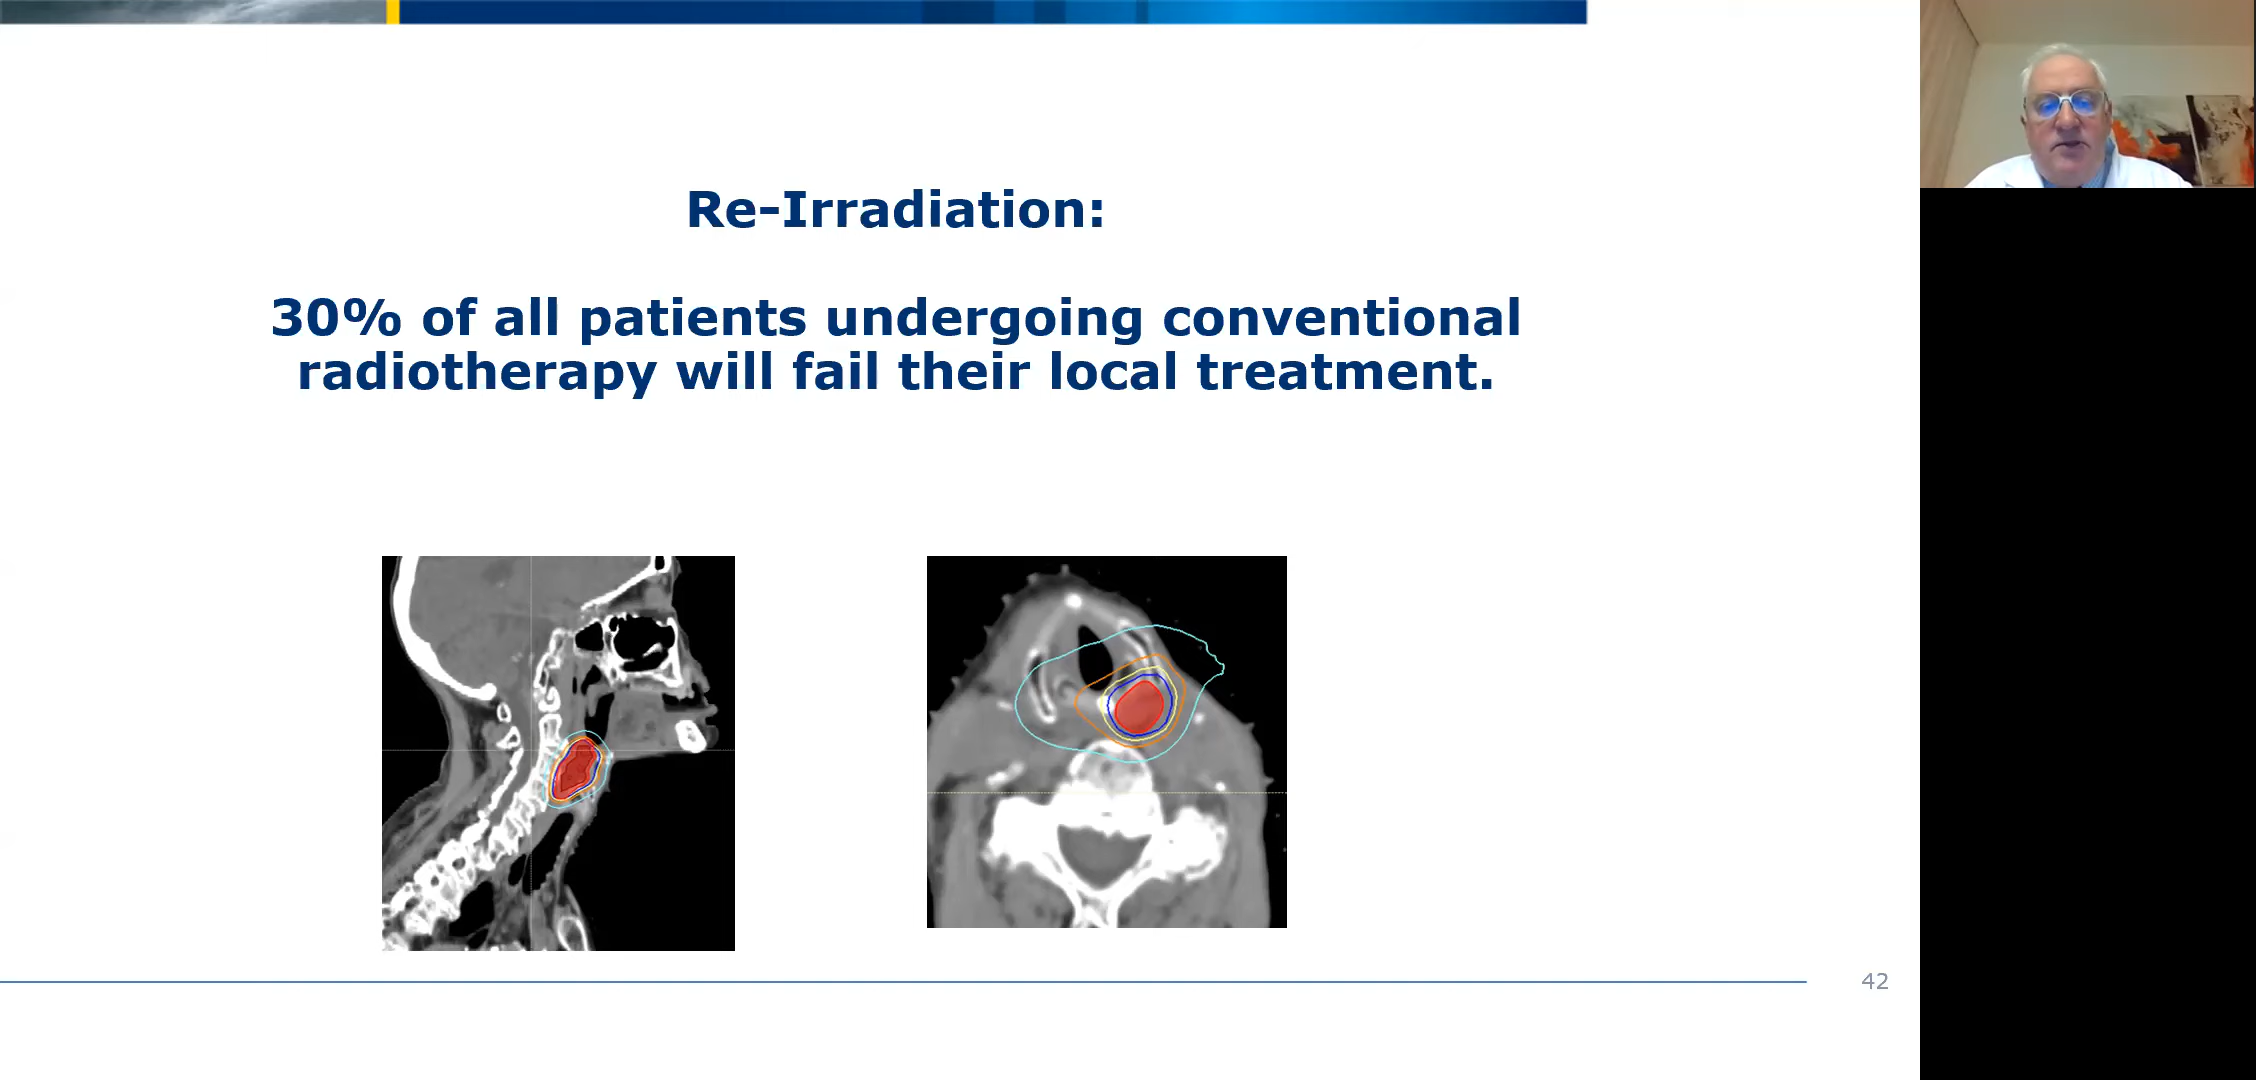 Re-Irradiation:
30% of all patients undergoing conventional
radiotherapy will fail their local treatment.
42